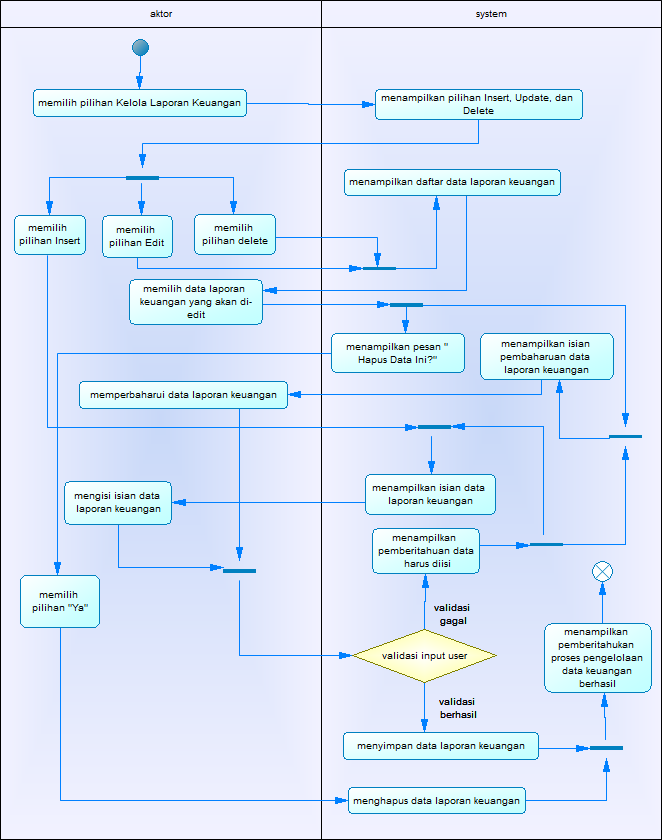 aktor
system
memilih pilihan Kelola Laporan Keuangan
menampilkan pilihan Insert, Update, dan
Delete
menampilkan daftar data laporan keuangan
memilih
pilihan Insert
memilih
pilihan Edit
memilih
pilihan delete
memilih data laporan
keuangan yang akan di-
edit
menampilkan pesan "
Hapus Data Ini?"
menampilkan isian
pembaharuan data
laporan keuangan
memperbaharui data laporan keuangan
mengisi isian data
laporan keuangan
menampilkan isian data
laporan keuangan
menampilkan
pemberitahuan data
harus diisi
memilih
pilihan "Ya"
validasi
gagal
validasi input user
menampilkan
pemberitahukan
proses pengelolaan
data keuangan
berhasil
validasi
berhasil
menyimpan data laporan keuangan
menghapus data laporan keuangan